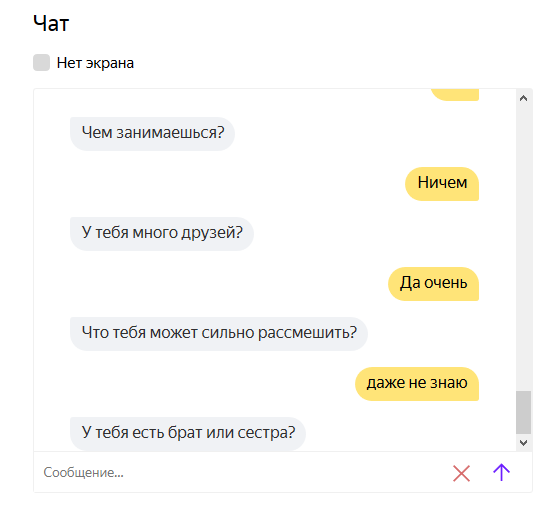 Чат
Нет экрана
Чем занимаешься?
Ничем
У тебя много друзей?
Да очень
Что тебя может сильно рассмешить?
даже не знаю
У тебя есть брат или сестра?
Сообщение...